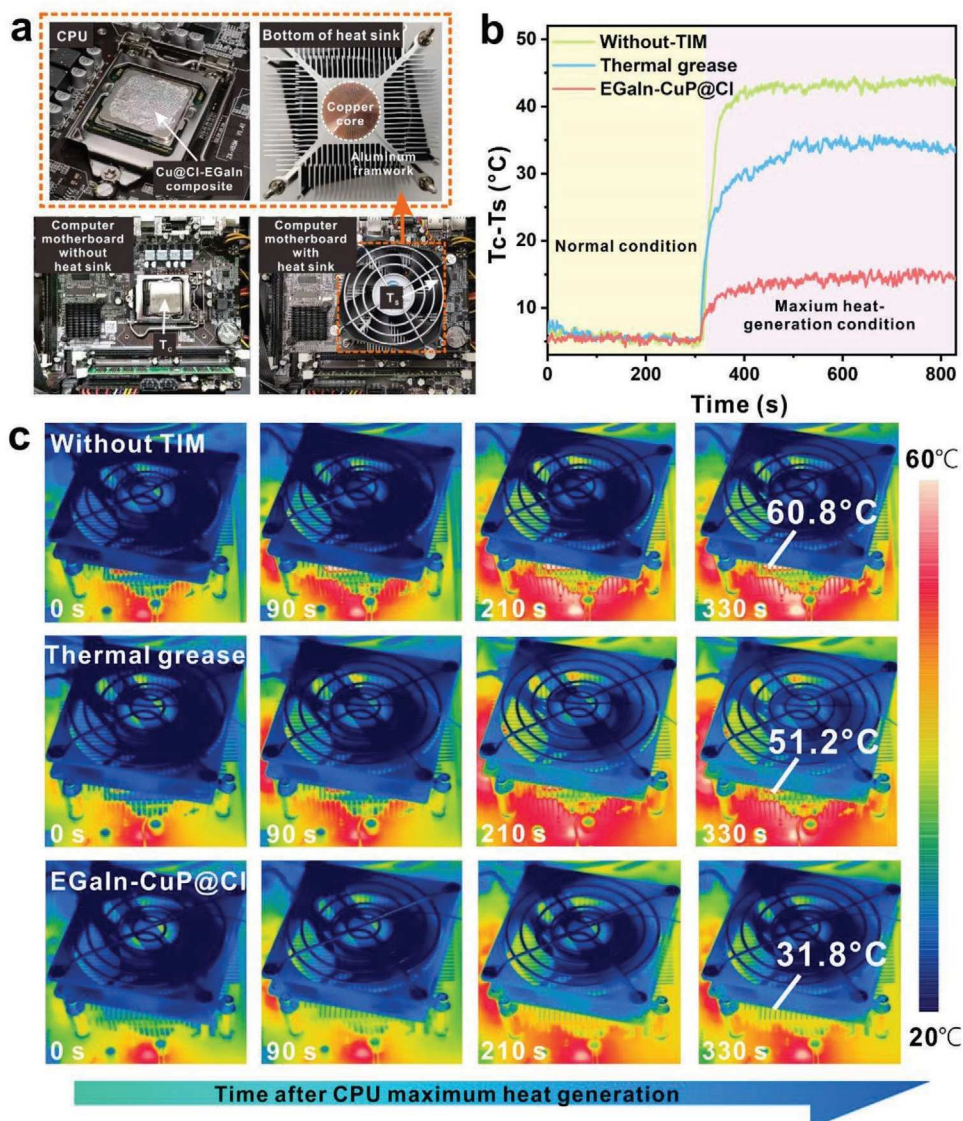 a
CPU
Cu@Cl-EGaIn
composite
Bottom of heat sink
Copper
core
Aluminum
framwork
Computer
motherboard
without
heat sink
Tc
Computer
motherboard
with
heat sink
Ts
b
Without-TIM
Thermal grease
EGaIn-CuP@Cl
Normal condition
Maxium heat-
generation condition
Tc-Ts (°C)
50
40
30
20
10
0
200
400
600
800
Time (s)
c
Without TIM
0 s
90 s
210 s
60.8°C
330 s
Thermal grease
0 s
90 s
210 s
51.2°C
330 s
EGaIn-CuP@Cl
0 s
90 s
210 s
31.8°C
330 s
60℃
20℃
Time after CPU maximum heat generation